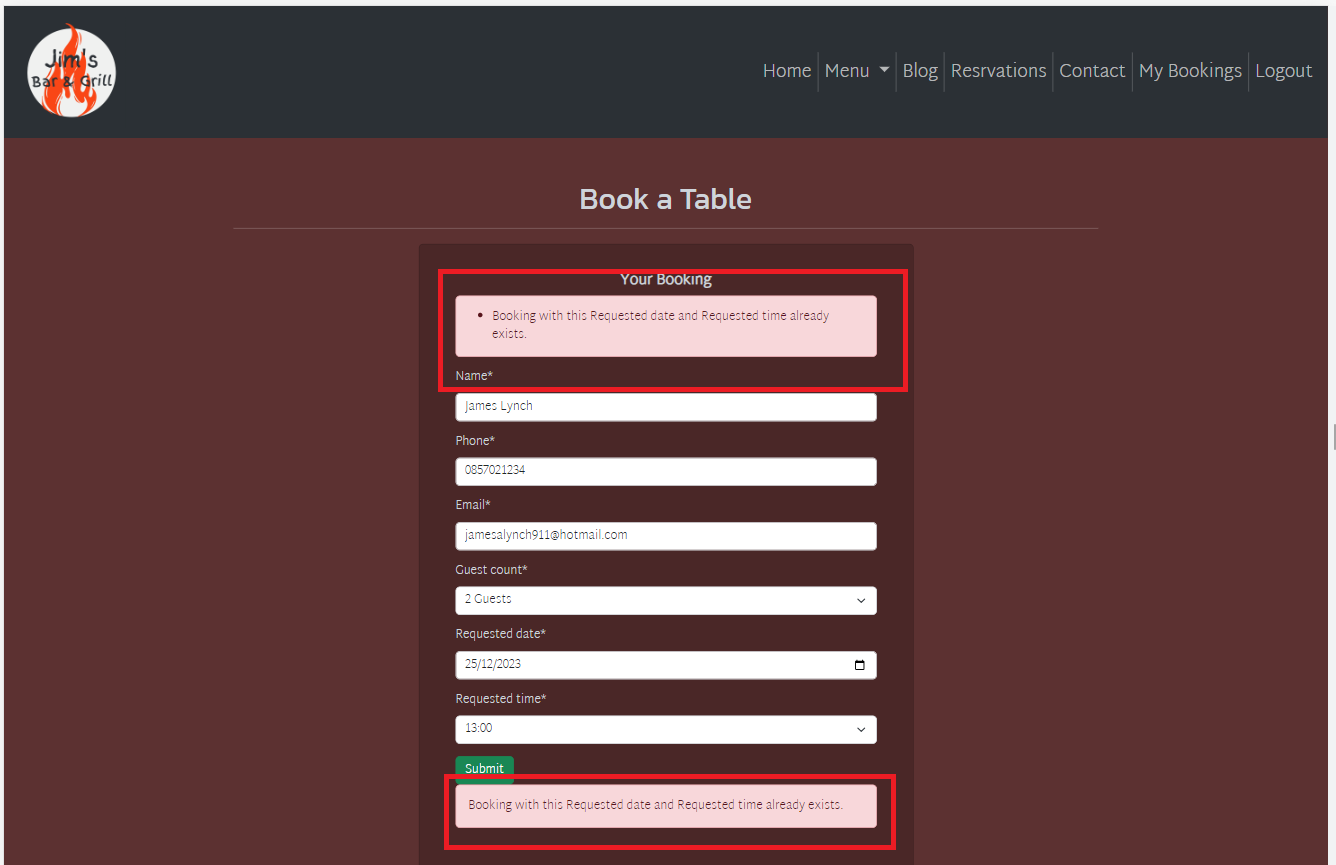 Jim's
Bar & Grill
Home
Menu
Blog
Resrvations
Contact
My Bookings
Logout
Book a Table
Your Booking
Booking with this Requested date and Requested time already
exists.
Name*
James Lynch
Phone*
0857021234
Email*
jamesalynch911@hotmail.com
Guest count*
2 Guests
Requested date*
25/12/2023
Requested time*
13:00
Submit
Booking with this Requested date and Requested time already exists.